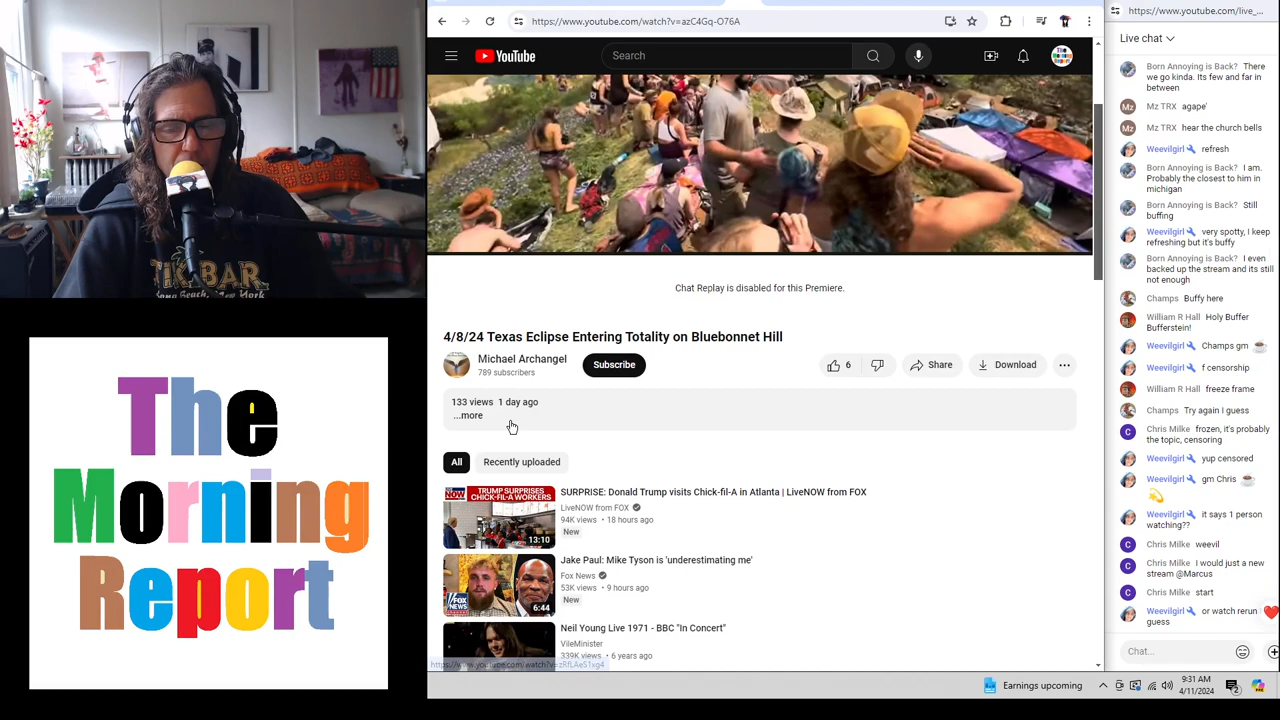 https://www.youtube.com/watch?v=azC4Gq-O76A
https://www.youtube.com/live_...
YouTube
Search
Chat Replay is disabled for this Premiere.
4/8/24 Texas Eclipse Entering Totality on Bluebonnet Hill
Michael Archangel
789 subscribers
Subscribe
6
Share
Download
133 views 1 day ago
...more
All
Recently uploaded
TRUMP SURPRISES
CHICK-FIL-A WORKERS
13:10
SURPRISE: Donald Trump visits Chick-fil-A in Atlanta | LiveNOW from FOX
LiveNOW from FOX
94K views • 18 hours ago
New
6:44
Jake Paul: Mike Tyson is 'underestimating me'
Fox News
53K views • 9 hours ago
New
Neil Young Live 1971 - BBC "In Concert"
VileMinister
339K views • 6 years ago
TIKI BAR
Long Beach, New York
The
Morning
Report
Live chat
Born Annoying is Back? There
we go kinda. Its few and far in
between
Mz TRX agape'
Mz TRX hear the church bells
Weevilgirl refresh
Born Annoying is Back? I am.
Probably the closest to him in
michigan
Born Annoying is Back? Still
buffing
Weevilgirl very spotty, I keep
refreshing but it's buffy
Born Annoying is Back? I even
backed up the stream and its still
not enough
Champs Buffy here
William R Hall Holy Buffer
Bufferstein!
Weevilgirl Champs gm
Weevilgirl f censorship
William R Hall freeze frame
Champs Try again I guess
Chris Milke frozen, it's probably
the topic, censoring
Weevilgirl yup censored
Weevilgirl gm Chris
Weevilgirl it says 1 person
watching??
Chris Milke weevil
Chris Milke I would just a new
stream @Marcus
Chris Milke start
Weevilgirl or watch rerun I
guess
Chat...
Earnings upcoming
9:31 AM
4/11/2024